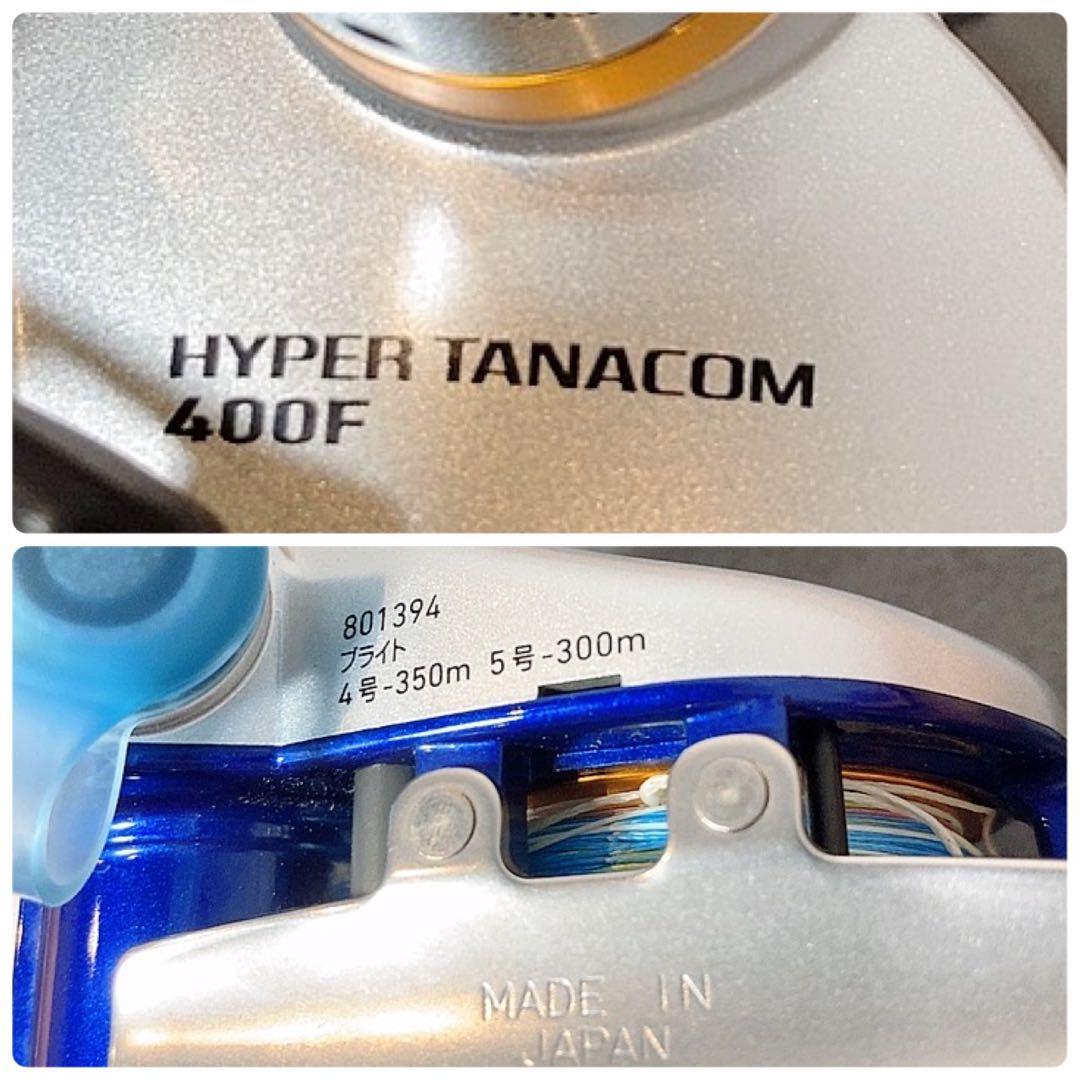 HYPER TANACOM
400F
801394
ブライト
4号-350m 5号-300m
MADE IN
JAPAN